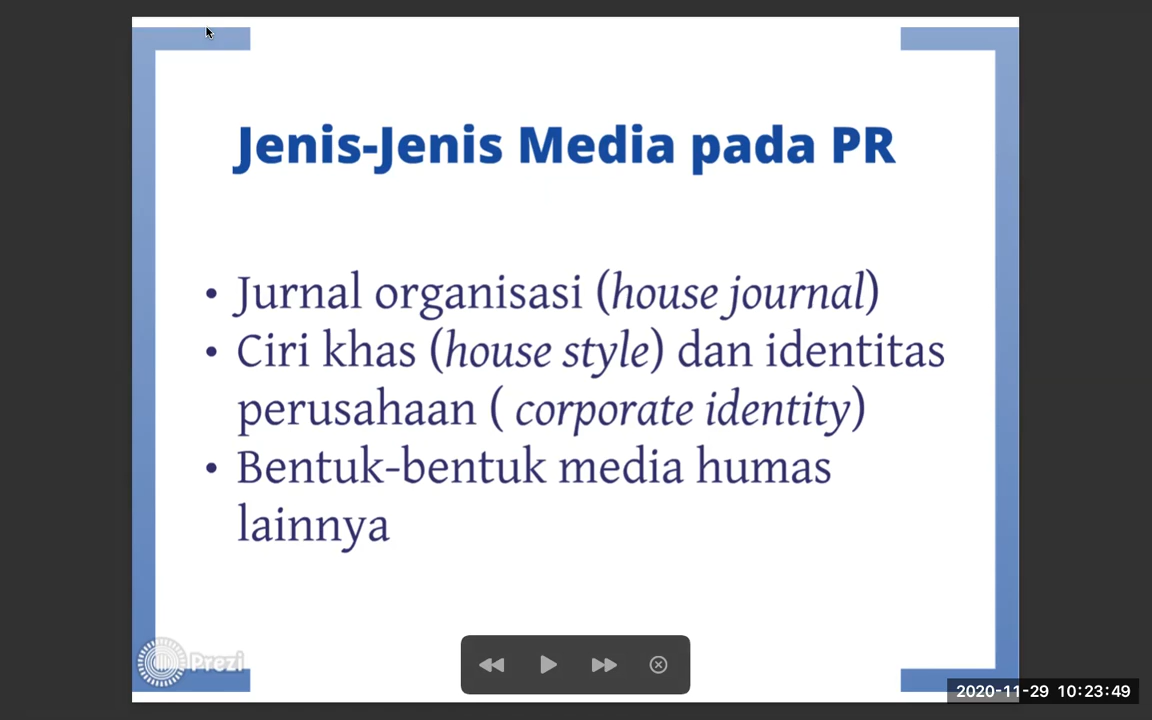 Jenis-Jenis Media pada PR
• Jurnal organisasi (house journal)
• Ciri khas (house style) dan identitas
perusahaan ( corporate identity)
• Bentuk-bentuk media humas
lainnya
Prezi
2020-11-29 10:23:49